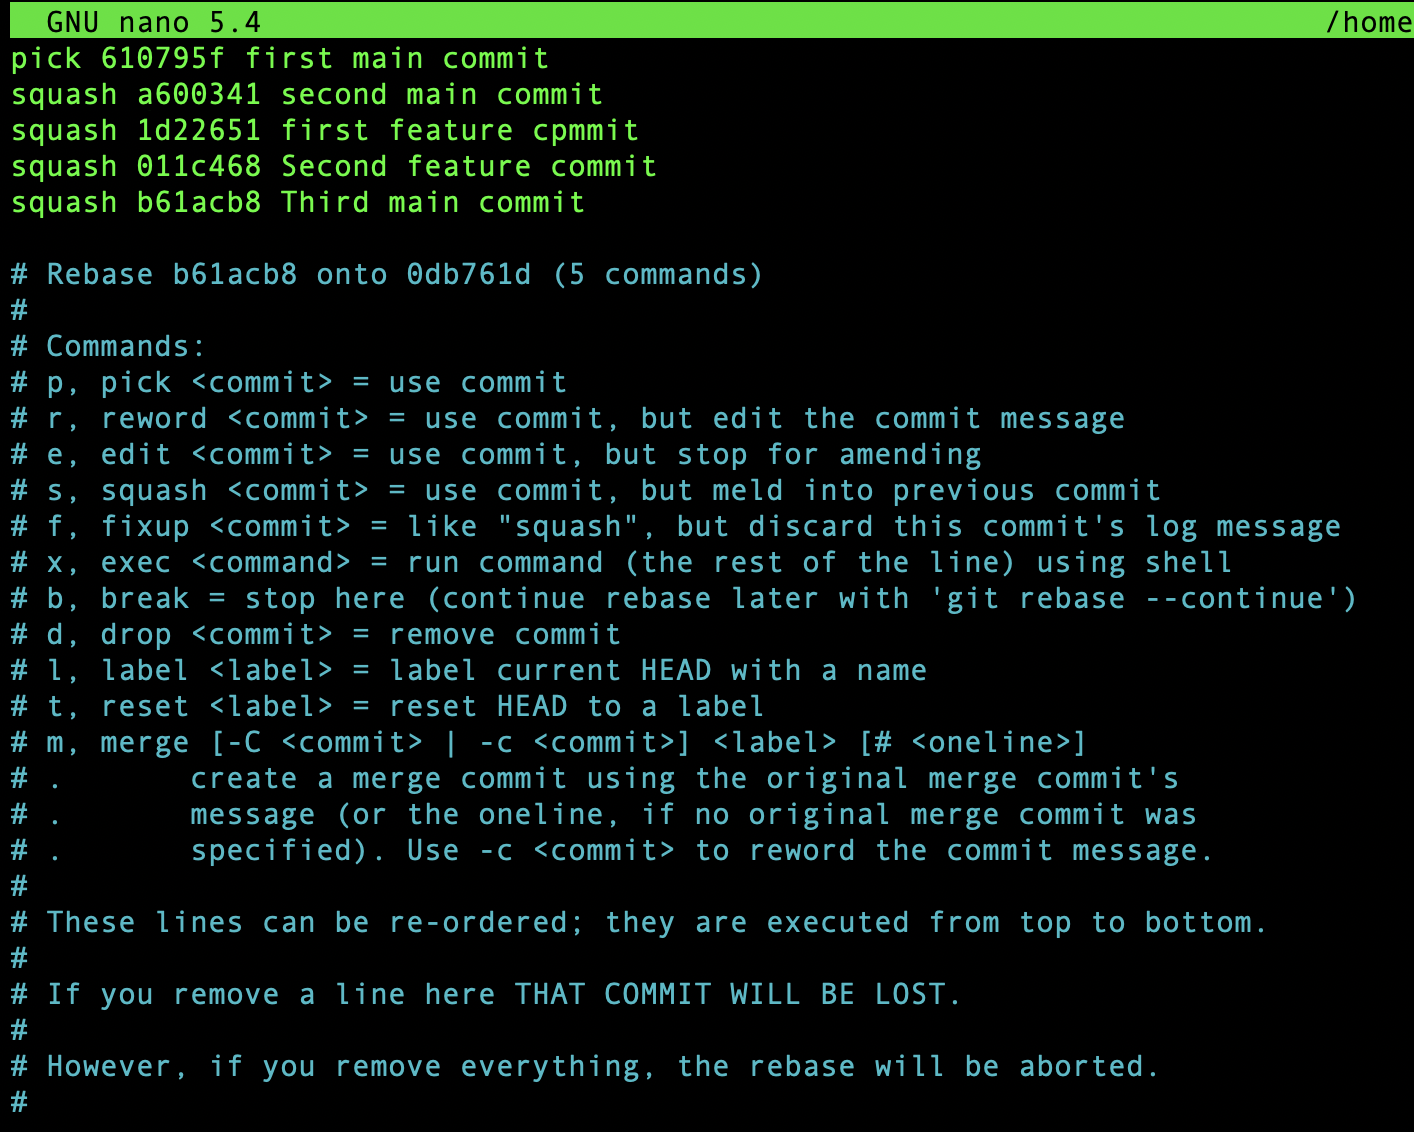 GNU nano 5.4 /home
pick 610795f first main commit
squash a600341 second main commit
squash 1d22651 first feature cpmmit
squash 011c468 Second feature commit
squash b61acb8 Third main commit
# Rebase b61acb8 onto 0db761d (5 commands)
#
# Commands:
# p, pick <commit> = use commit
# r, reword <commit> = use commit, but edit the commit message
# e, edit <commit> = use commit, but stop for amending
# s, squash <commit> = use commit, but meld into previous commit
# f, fixup <commit> = like "squash", but discard this commit's log message
# x, exec <command> = run command (the rest of the line) using shell
# b, break = stop here (continue rebase later with 'git rebase --continue')
# d, drop <commit> = remove commit
# l, label <label> = label current HEAD with a name
# t, reset <label> = reset HEAD to a label
# m, merge [-C <commit> | -c <commit>] <label> [# <oneline>]
# .       create a merge commit using the original merge commit's
# .       message (or the oneline, if no original merge commit was
# .       specified). Use -c <commit> to reword the commit message.
#
# These lines can be re-ordered; they are executed from top to bottom.
#
# If you remove a line here THAT COMMIT WILL BE LOST.
#
# However, if you remove everything, the rebase will be aborted.
#